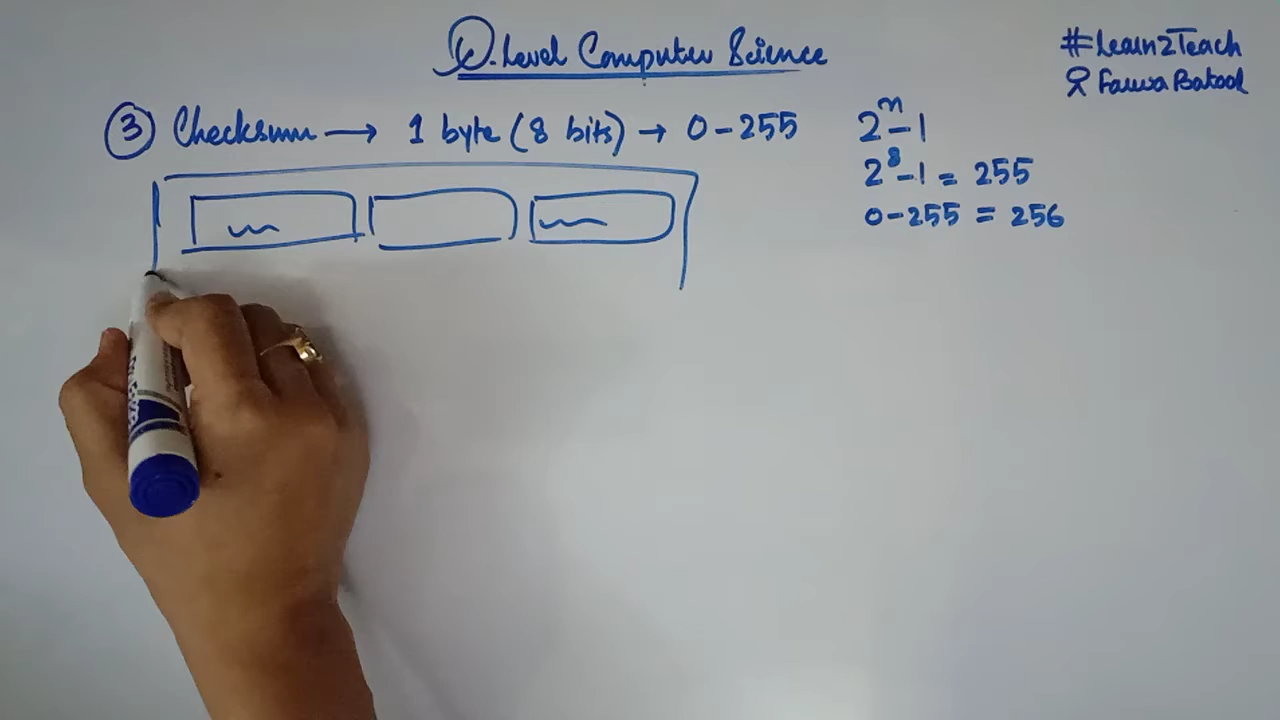 O.Level Computer Science
#Learn2Teach
Farwa Batool
③ Checksum → 1 byte (8 bits) → 0-255
2ⁿ-1
2⁸-1 = 255
0-255 = 256